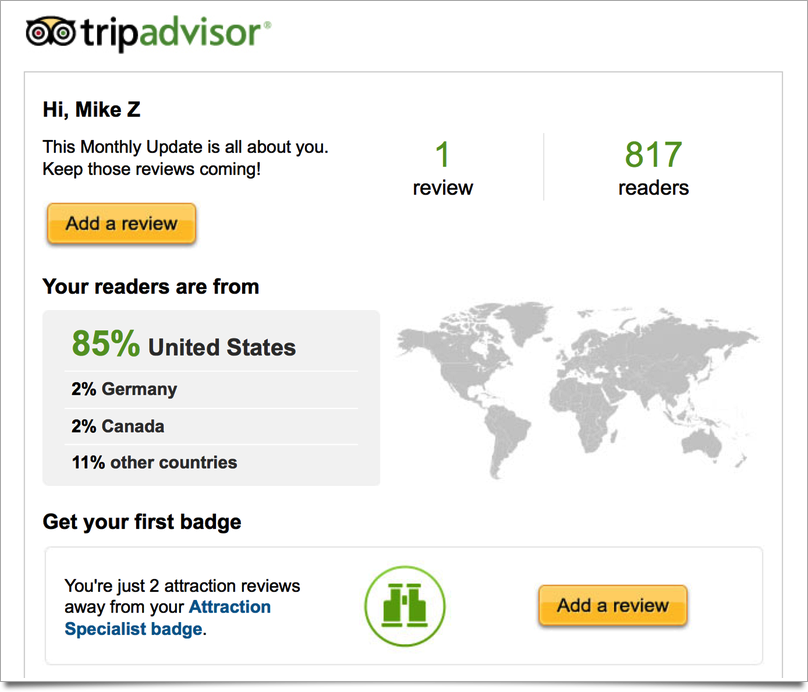 tripadvisor®
Hi, Mike Z
This Monthly Update is all about you.
Keep those reviews coming!
Add a review
1
review
817
readers
Your readers are from
85% United States
2% Germany
2% Canada
11% other countries
Get your first badge
You're just 2 attraction reviews
away from your Attraction
Specialist badge.
Add a review